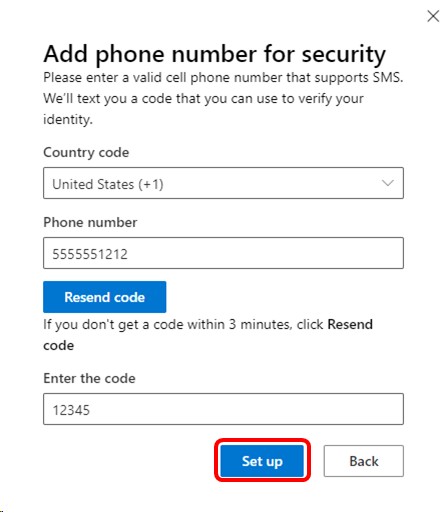 Add phone number for security
Please enter a valid cell phone number that supports SMS.
We'll text you a code that you can use to verify your
identity.
Country code
United States (+1)
Phone number
5555551212
Resend code
If you don't get a code within 3 minutes, click Resend
code
Enter the code
12345
Set up
Back